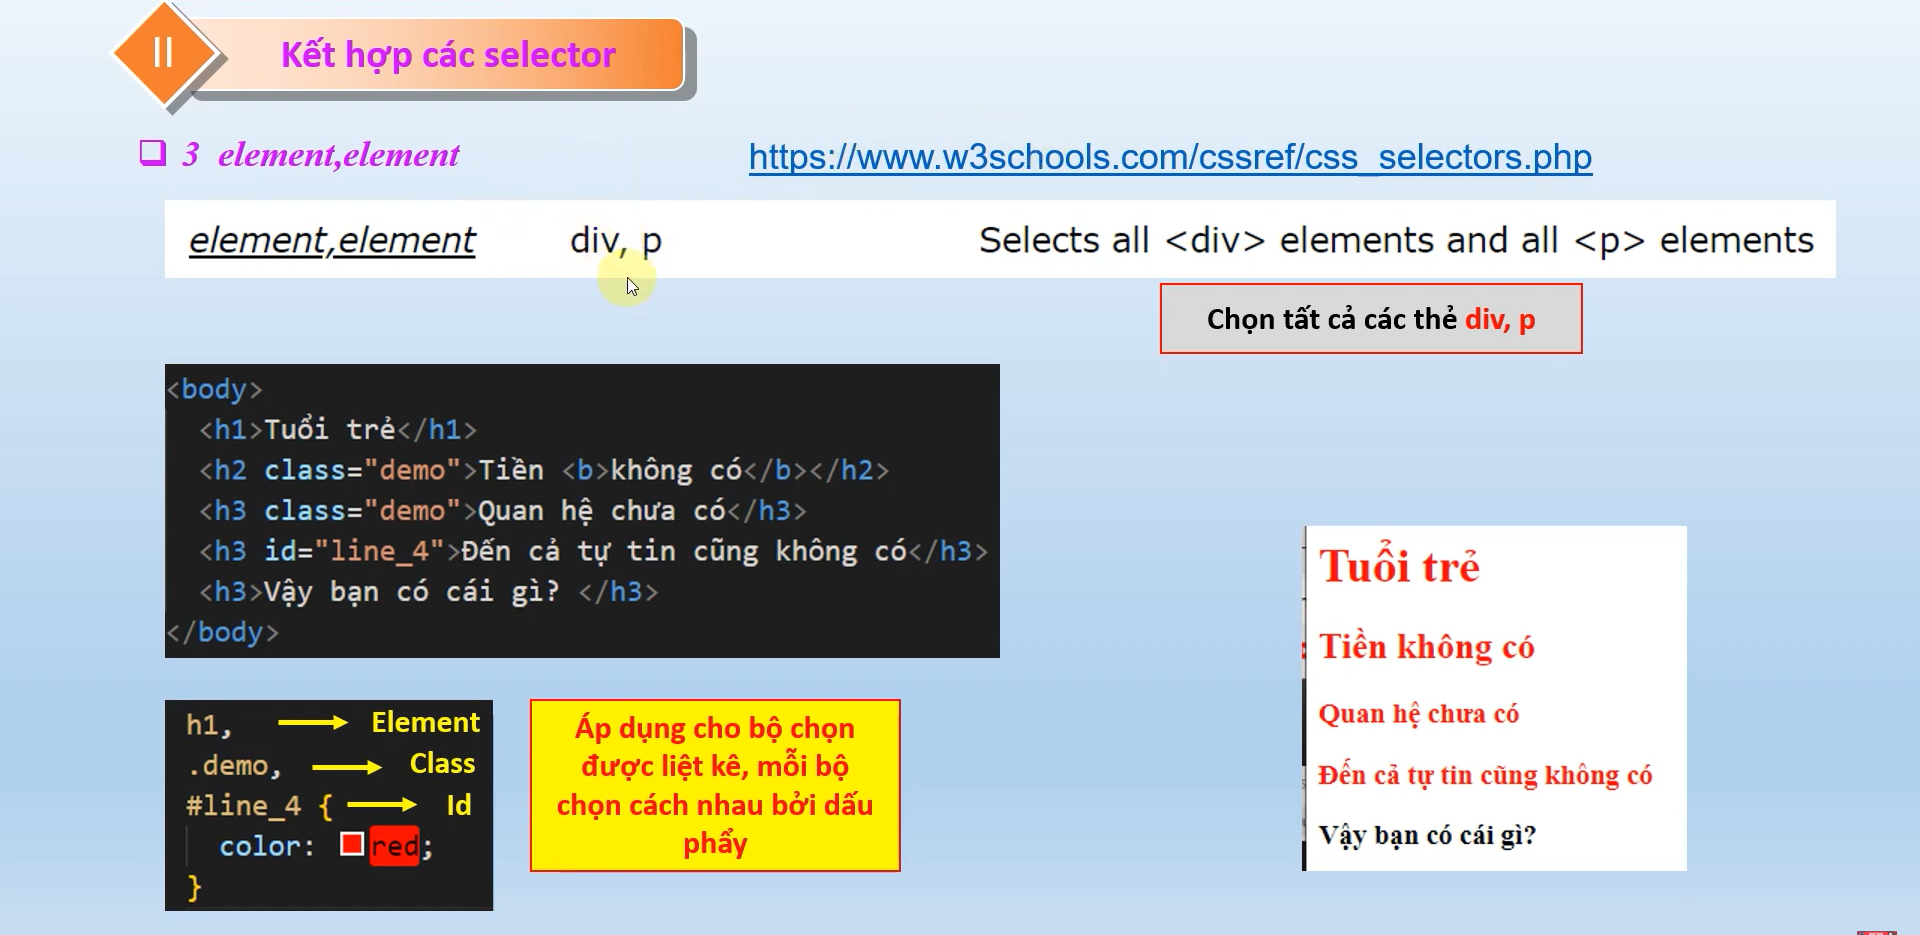 II
Kết hợp các selector
3 element,element
https://www.w3schools.com/cssref/css_selectors.php
element,element div, p Selects all <div> elements and all <p> elements
Chọn tất cả các thẻ div, p
<body>
<h1>Tuổi trẻ</h1>
<h2 class="demo">Tiền <b>không có</b></h2>
<h3 class="demo">Quan hệ chưa có</h3>
<h3 id="line_4">Đến cả tự tin cũng không có</h3>
<h3>Vậy bạn có cái gì? </h3>
</body>
h1, Element
.demo, Class
#line_4 { Id
color: red;
}
Áp dụng cho bộ chọn
được liệt kê, mỗi bộ
chọn cách nhau bởi dấu
phẩy
Tuổi trẻ
Tiền không có
Quan hệ chưa có
Đến cả tự tin cũng không có
Vậy bạn có cái gì?